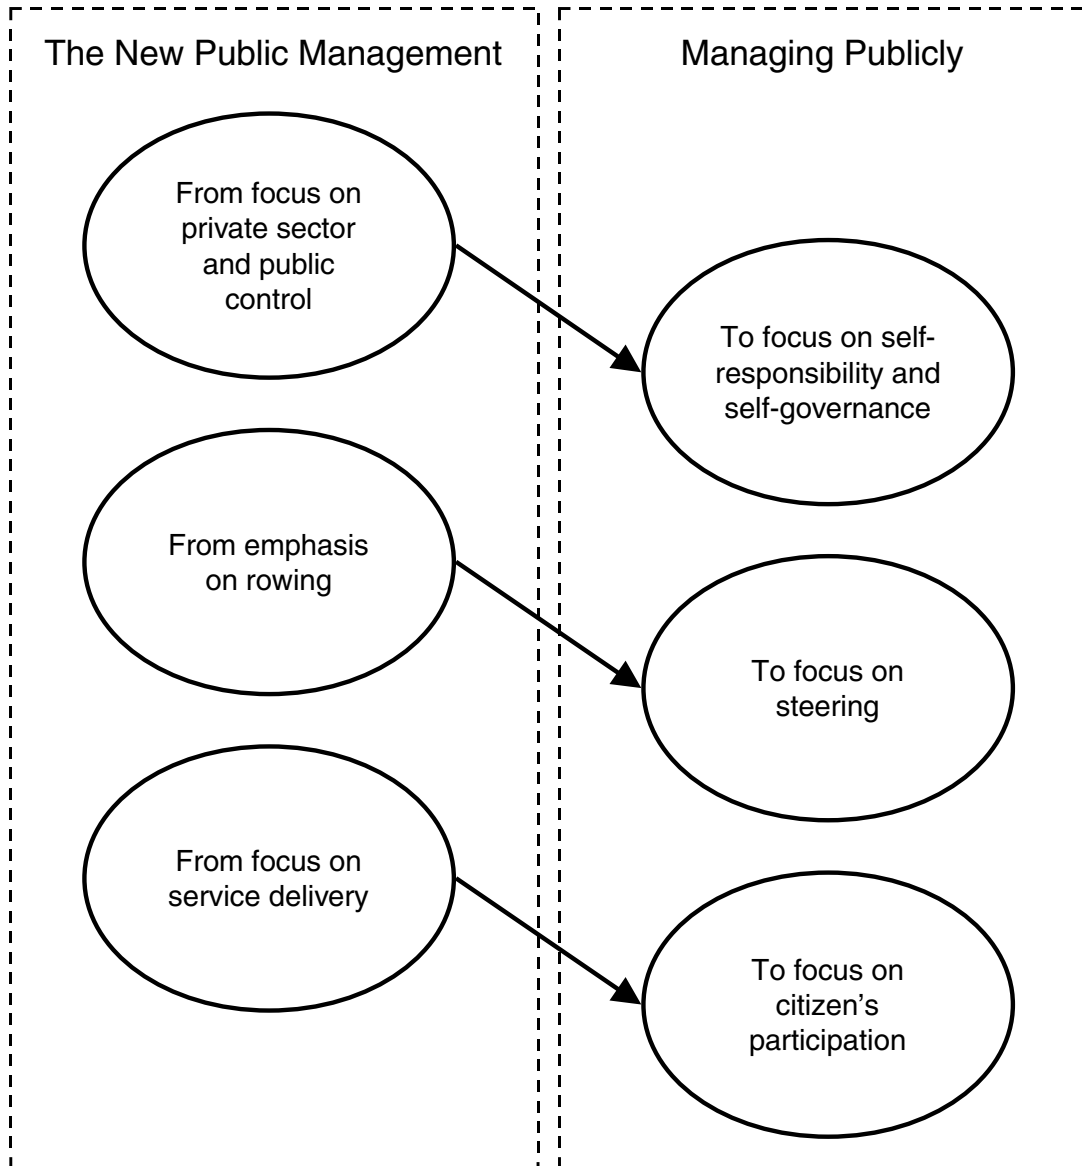 The New Public Management
From focus on
private sector
and public
control
From emphasis
on rowing
From focus on
service delivery
Managing Publicly
To focus on self-
responsibility and
self-governance
To focus on
steering
To focus on
citizen’s
participation